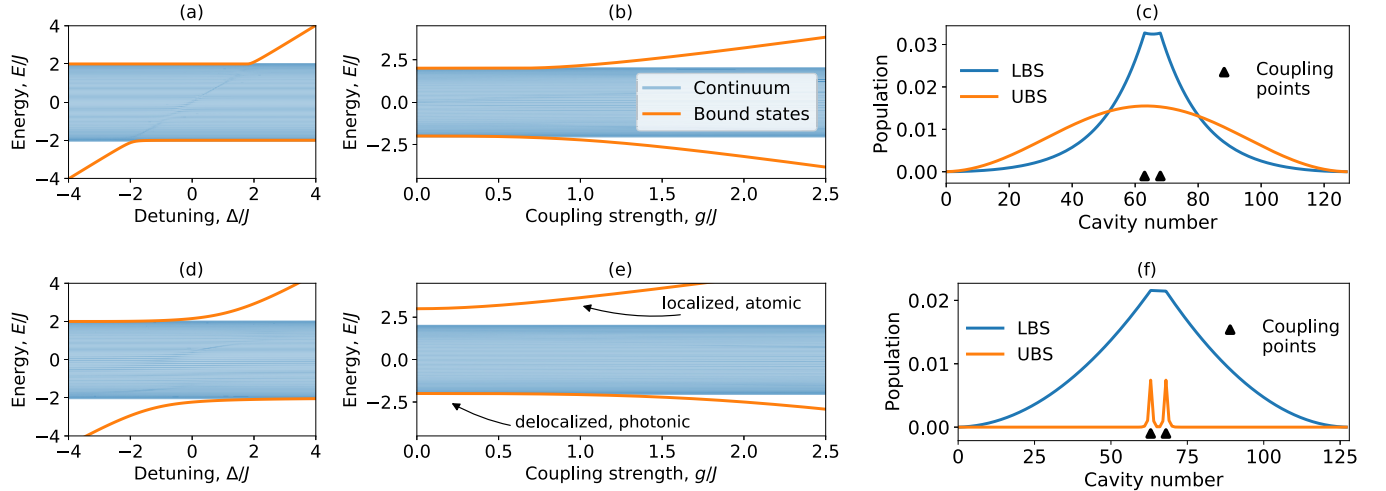 (a)
Energy, E/J
4
2
0
−2
−4
−4 −2 0 2 4
Detuning, Δ/J
(b)
Energy, E/J
2.5
0.0
−2.5
Continuum
Bound states
0.0 0.5 1.0 1.5 2.0 2.5
Coupling strength, g/J
(c)
Population
0.03
0.02
0.01
0.00
LBS
UBS
Coupling
points
0 20 40 60 80 100 120
Cavity number
(d)
Energy, E/J
4
2
0
−2
−4
−4 −2 0 2 4
Detuning, Δ/J
(e)
Energy, E/J
2.5
0.0
−2.5
localized, atomic
delocalized, photonic
0.0 0.5 1.0 1.5 2.0 2.5
Coupling strength, g/J
(f)
Population
0.02
0.01
0.00
LBS
UBS
Coupling
points
0 25 50 75 100 125
Cavity number